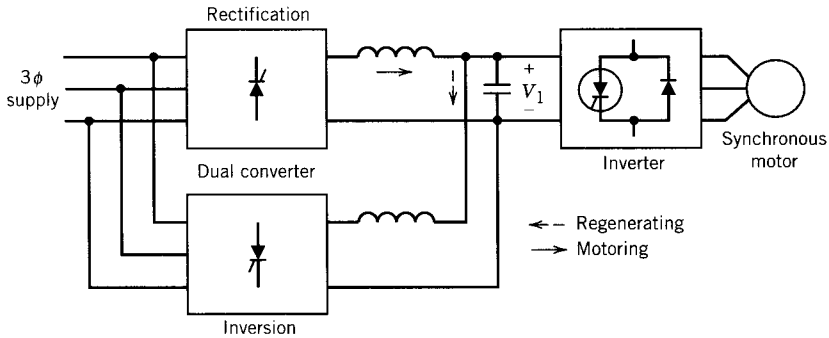 Rectification
3ϕ
supply
+
V₁
−
Dual converter
Inverter
Synchronous
motor
Regenerating
Motoring
Inversion